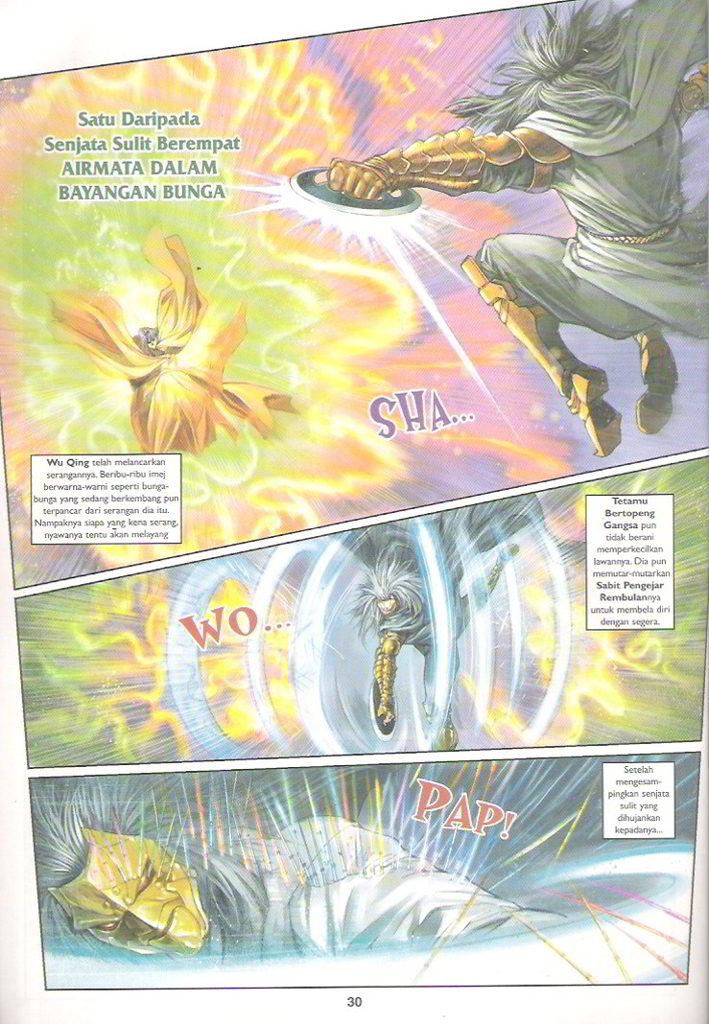 Satu Daripada
Senjata Sulit Berempat
AIRMATA DALAM
BAYANGAN BUNGA
SHA...
Wu Qing telah melancarkan
serangannya. Beribu-ribu imej
berwarna-warni seperti bunga-
bunga yang sedang berkembang pun
terpancar dari serangan dia itu.
Nampaknya siapa yang kena serang,
nyawanya tentu akan melayang
Tetamu
Bertopeng
Gangsa pun
tidak berani
memperkecilkan
lawannya. Dia pun
memutar-mutarkan
Sabit Pengejar
Rembulannya
untuk membela diri
dengan segera.
WO...
Setelah
mengesam-
pingkan senjata
sulit yang
dihujankan
kepadanya...
PAP!
30